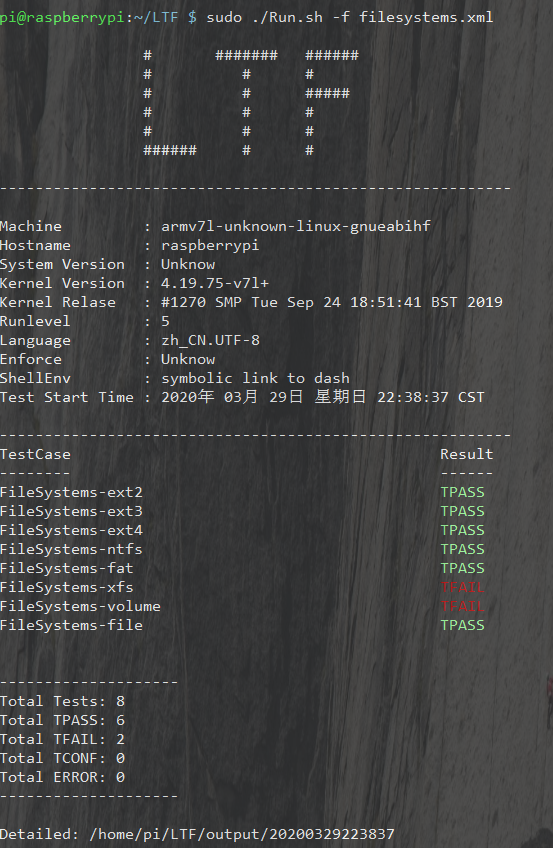 pi@raspberrypi:~/LTF $ sudo ./Run.sh -f filesystems.xml
#       #######   ######
#          #      #
#          #      #####
#          #      #
#          #      #
######     #      #
---------------------------------------------------------
Machine         : armv7l-unknown-linux-gnueabihf
Hostname        : raspberrypi
System Version  : Unknow
Kernel Version  : 4.19.75-v7l+
Kernel Relase   : #1270 SMP Tue Sep 24 18:51:41 BST 2019
Runlevel        : 5
Language        : zh_CN.UTF-8
Enforce         : Unknow
ShellEnv        : symbolic link to dash
Test Start Time : 2020年 03月 29日 星期日 22:38:37 CST
---------------------------------------------------------
TestCase                                         Result
--------                                         ------
FileSystems-ext2                                 TPASS
FileSystems-ext3                                 TPASS
FileSystems-ext4                                 TPASS
FileSystems-ntfs                                 TPASS
FileSystems-fat                                  TPASS
FileSystems-xfs                                  TFAIL
FileSystems-volume                               TFAIL
FileSystems-file                                 TPASS
--------------------
Total Tests: 8
Total TPASS: 6
Total TFAIL: 2
Total TCONF: 0
Total ERROR: 0
--------------------
Detailed: /home/pi/LTF/output/20200329223837